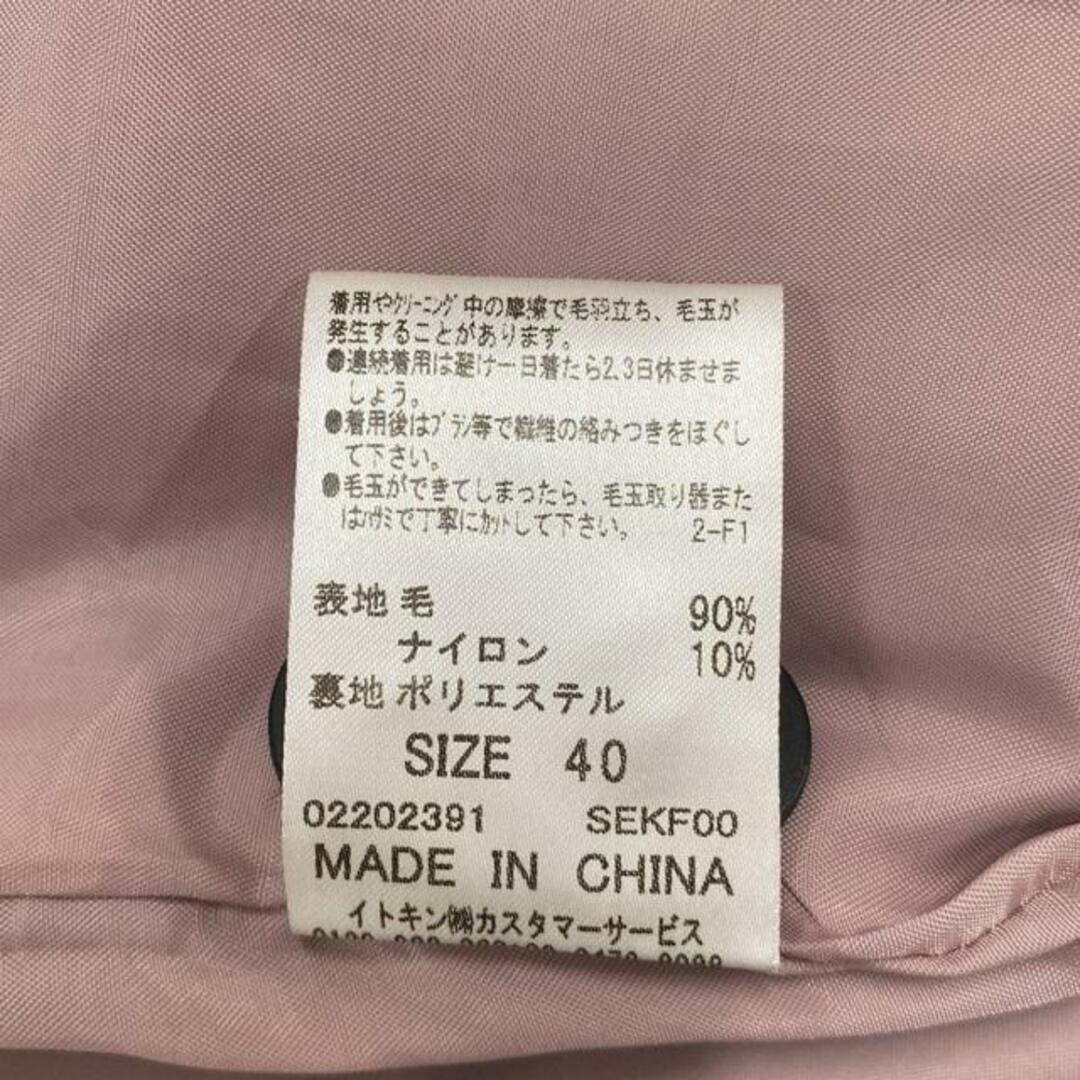 着用やｸﾘｰﾆﾝｸﾞ中の摩擦で毛羽立ち、毛玉が
発生することがあります。
●連続着用は避け一日着たら2,3日休ませま
しょう。
●着用後はﾌﾞﾗｼ等で繊維の絡みつきをほぐし
て下さい。
●毛玉ができてしまったら、毛玉取り器また
はﾊｻﾐで丁寧にｶｯﾄして下さい。 2-F1
表地 毛 90%
ナイロン 10%
裏地 ポリエステル
SIZE 40
02202391 SEKF00
MADE IN CHINA
イトキン㈱カスタマーサービス